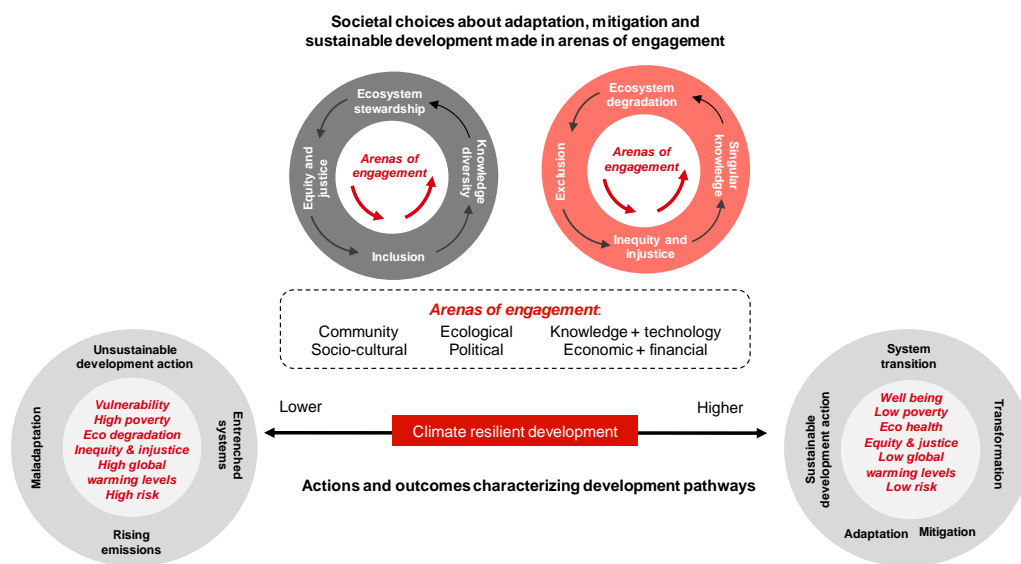 Societal choices about adaptation, mitigation and
sustainable development made in arenas of engagement
Ecosystem
stewardship
Equity and
justice
Knowledge
diversity
Inclusion
Arenas of
engagement
Ecosystem
degradation
Exclusion
Singular
knowledge
Inequity and
injustice
Arenas of
engagement
Arenas of engagement:
Community
Ecological
Knowledge + technology
Socio-cultural
Political
Economic + financial
Unsustainable
development action
Maladaptation
Entrenched
systems
Rising
emissions
Vulnerability
High poverty
Eco degradation
Inequity & injustice
High global
warming levels
High risk
Lower
Climate resilient development
Higher
Actions and outcomes characterizing development pathways
System
transition
Sustainable
development action
Transformation
Adaptation
Mitigation
Well being
Low poverty
Eco health
Equity & justice
Low global
warming levels
Low risk